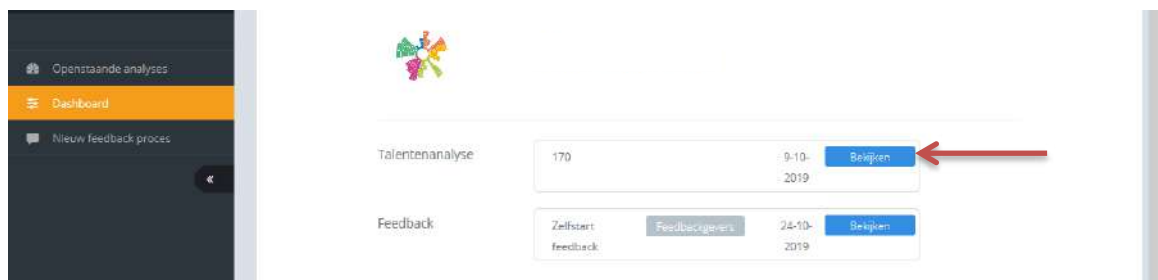 Openstaande analyses
Dashboard
Nieuw feedback proces
«
Talentenanalyse
170
9-10-
2019
Bekijken
Feedback
Zelfstart
feedback
Feedbackgevers
24-10-
2019
Bekijken